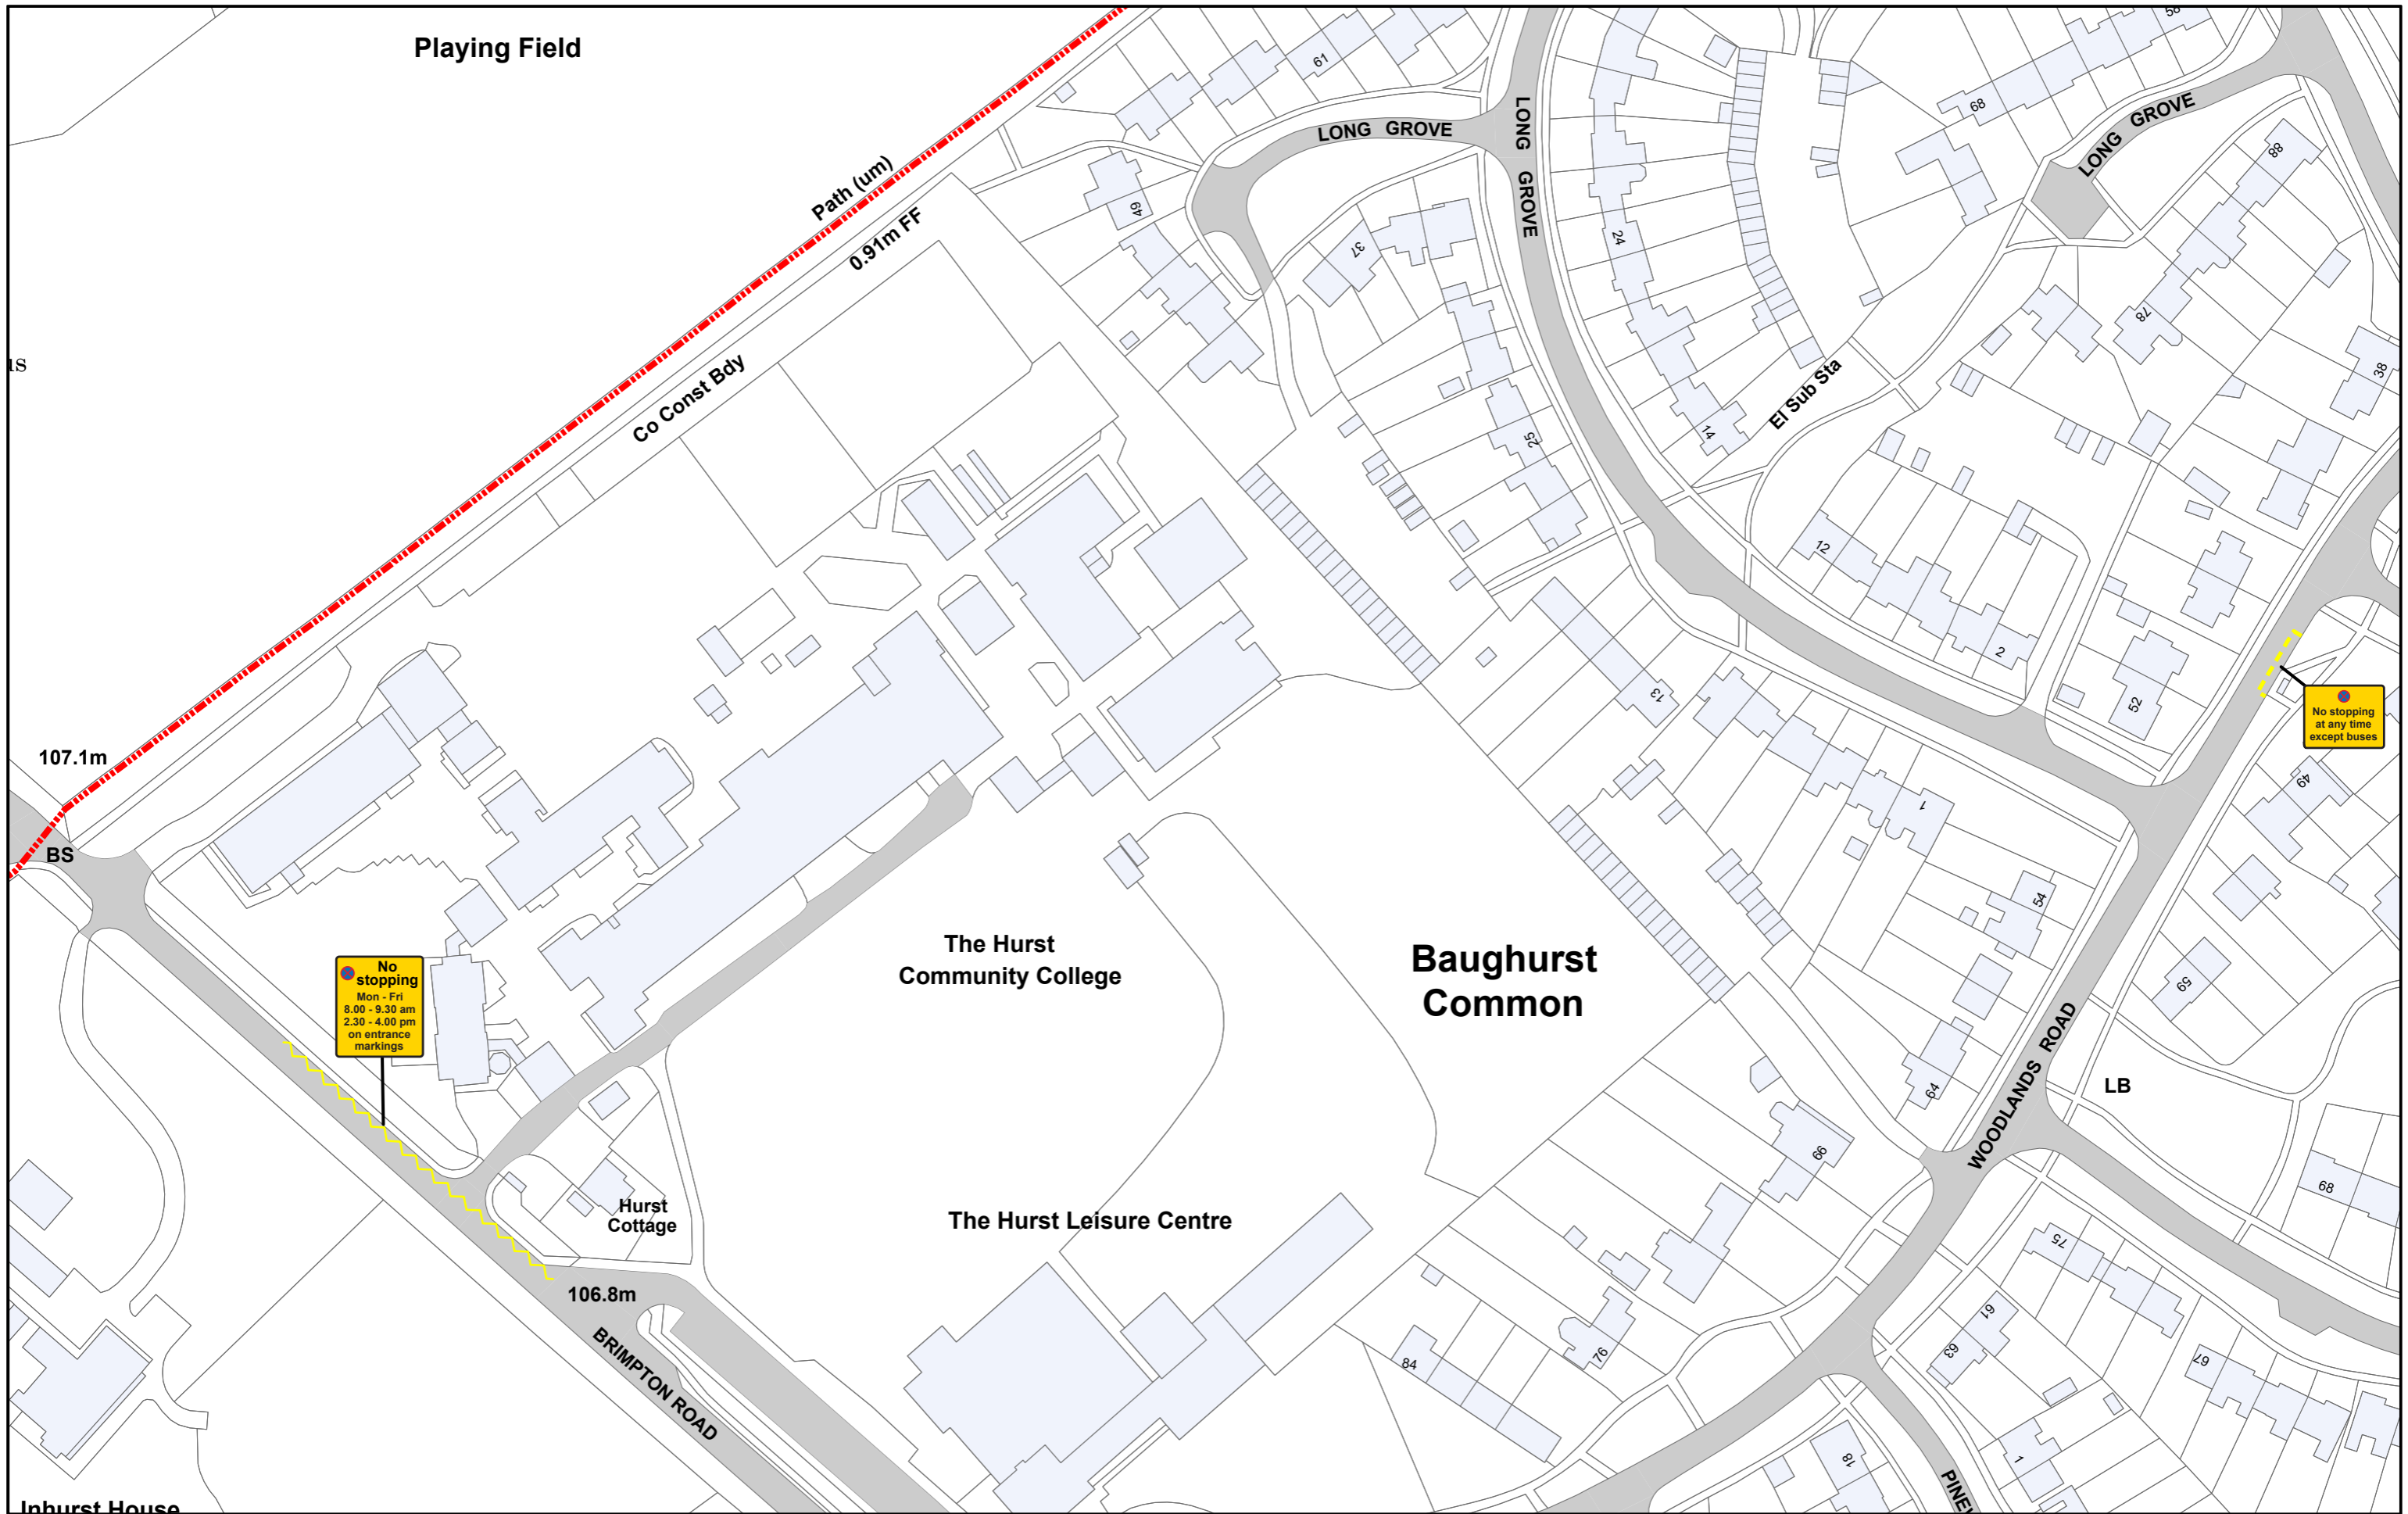 Playing Field
58
61
68
LONG GROVE
LONG GROVE
LONG GROVE
88
Path (um)
49
0.91m FF
37
24
78
38
Co Const Bdy
El Sub Sta
14
25
12
2
13
52
No stopping
at any time
except buses
107.1m
49
1
BS
54
The Hurst
Community College
Baughurst
Common
No
stopping
Mon - Fri
8.00 - 9.30 am
2.30 - 4.00 pm
on entrance
markings
59
WOODLANDS ROAD
64
LB
66
68
Hurst
Cottage
The Hurst Leisure Centre
75
106.8m
61
63
BRIMPTON ROAD
84
76
67
18
1
Inhurst House